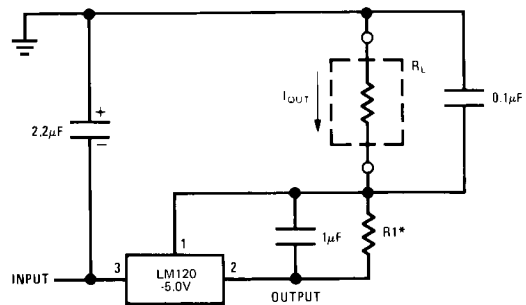 R_L
I_OUT
0.1µF
+
2.2µF
−
1
1µF
R1*
INPUT
3
LM120
-5.0V
2
OUTPUT